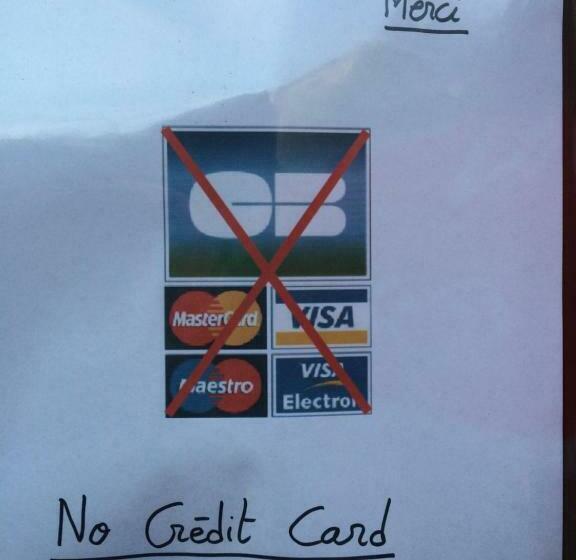 Merci
CB
MasterCard VISA
Maestro VISA
Electron
No Crédit Card